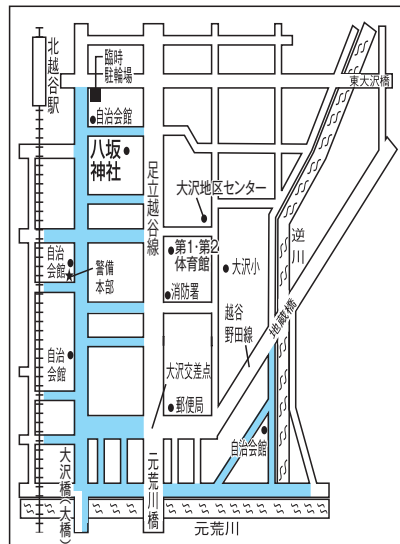 北越谷駅
臨時
駐輪場
東大沢橋
自治会館
八坂
神社
足立越谷線
大沢地区センター
第1・第2
体育館
大沢小
逆川
自治
会館
警備
本部
消防署
越谷
野田線
地蔵橋
自治
会館
大沢交差点
郵便局
自治会館
大沢橋(大橋)
元荒川橋
元荒川